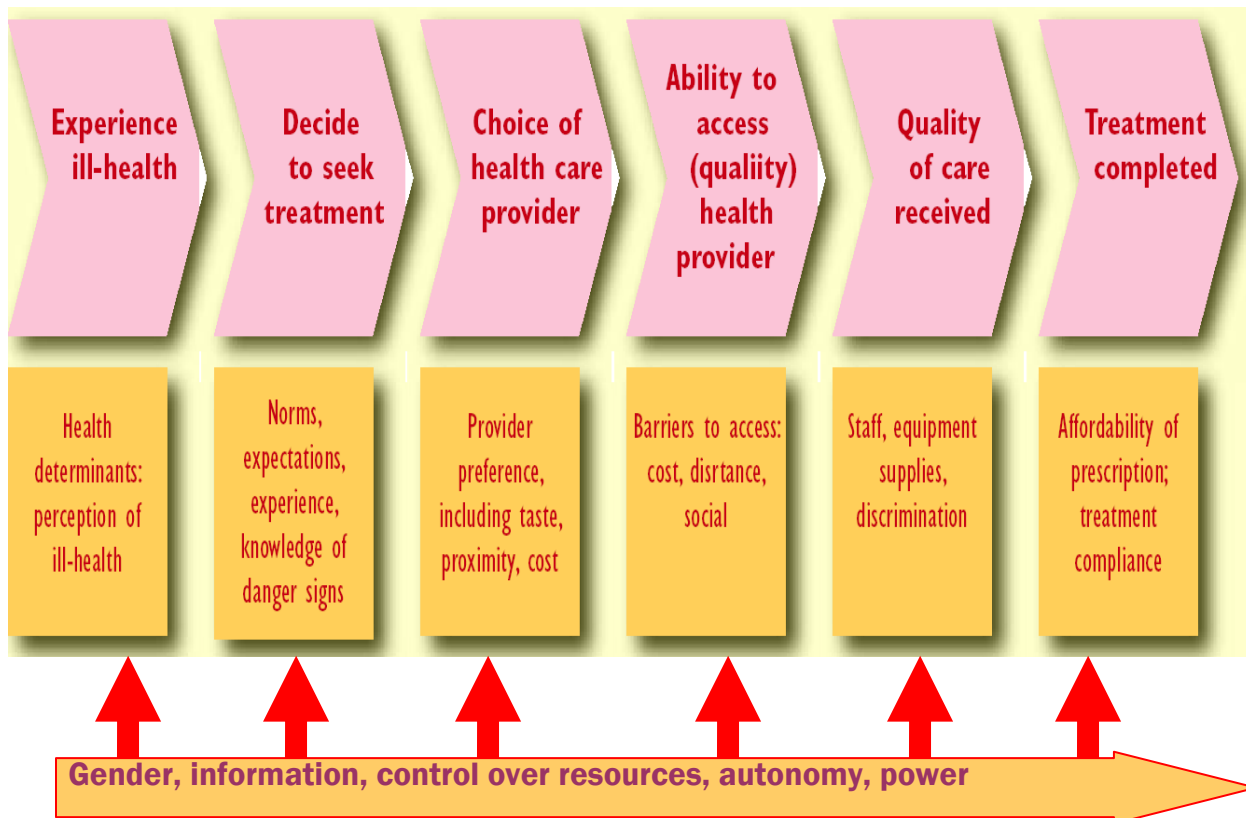 Experience
ill-health
Decide
to seek
treatment
Choice of
health care
provider
Ability to
access
(qualiity)
health
provider
Quality
of care
received
Treatment
completed
Health
determinants:
perception of
ill-health
Norms,
expectations,
experience,
knowledge of
danger signs
Provider
preference,
including taste,
proximity, cost
Barriers to access:
cost, disrtance,
social
Staff, equipment
supplies,
discrimination
Affordability of
prescription;
treatment
compliance
Gender, information, control over resources, autonomy, power